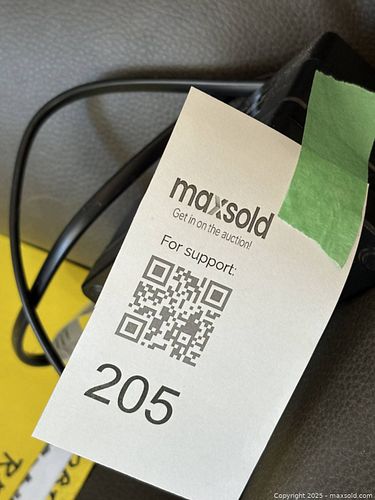 maxsold
Get in on the auction!
For support:
205
Copyright 2025 - maxsold.com